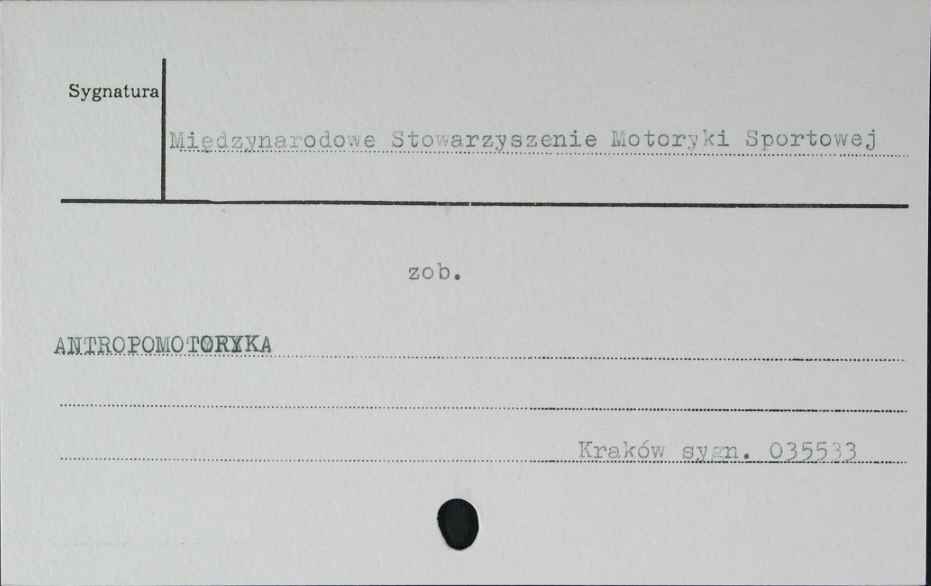 Sygnatura
Międzynarodowe Stowarzyszenie Motoryki Sportowej
zob.
ANTROPOMOTORYKA
Kraków sygn. 035533